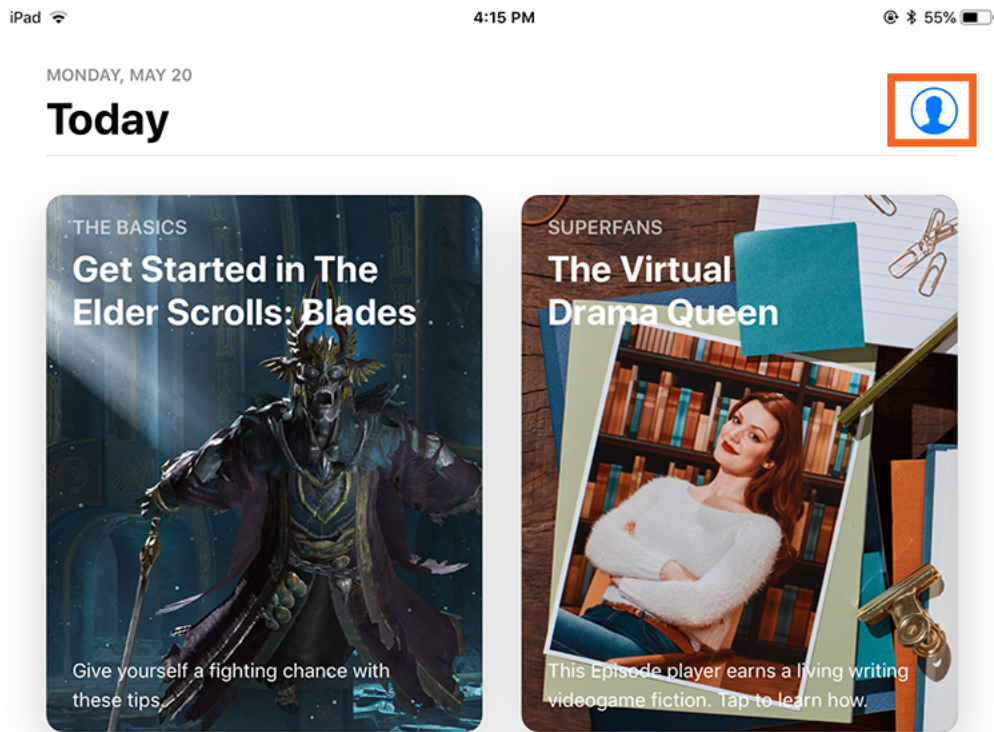 iPad 4:15 PM 55%
MONDAY, MAY 20
Today
THE BASICS
Get Started in The
Elder Scrolls: Blades
Give yourself a fighting chance with
these tips.
SUPERFANS
The Virtual
Drama Queen
This Episode player earns a living writing
videogame fiction. Tap to learn how.